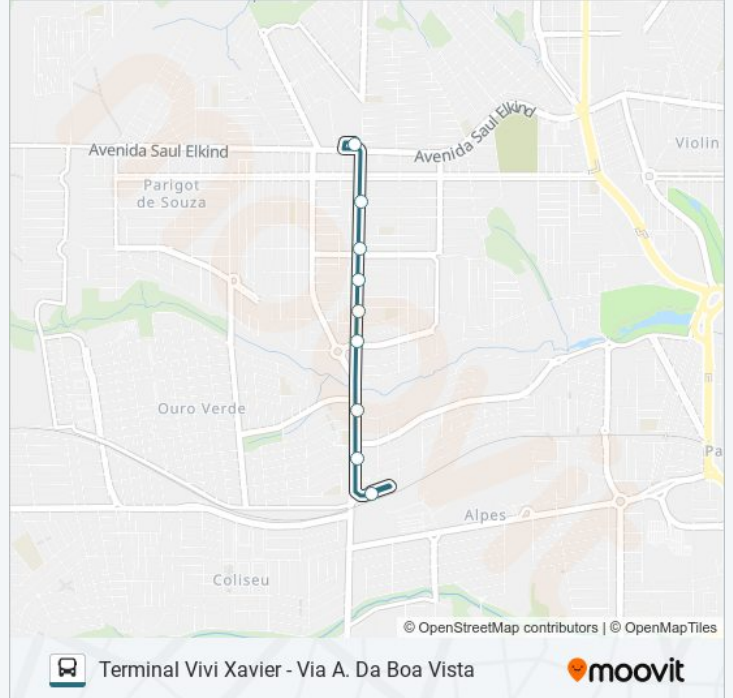 Avenida Saul Elkind
Avenida Saul Elkind
Violin
Parigot
de Souza
Ouro Verde
Pa
Alpes
Coliseu
© OpenStreetMap contributors | © OpenMapTiles
Terminal Vivi Xavier - Via A. Da Boa Vista
moovit